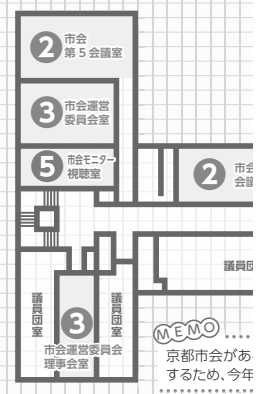 2 市会
第5会議室
3 市会運営
委員会室
5 市会モニター
視聴室
2 市会
会議
議員団
議員団室
3
議員団室
市会運営委員会
理事会室
MEMO
京都市会があ
するため、今年